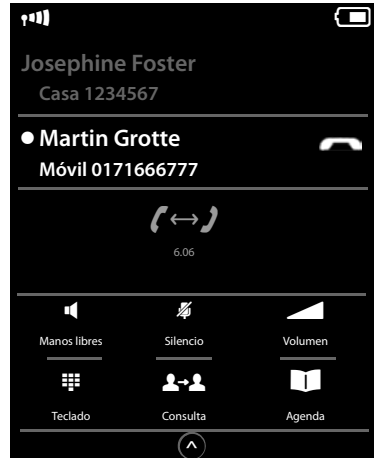 Josephine Foster
Casa 1234567
Martin Grotte
Móvil 0171666777
6.06
Manos libres Silencio Volumen
Teclado Consulta Agenda